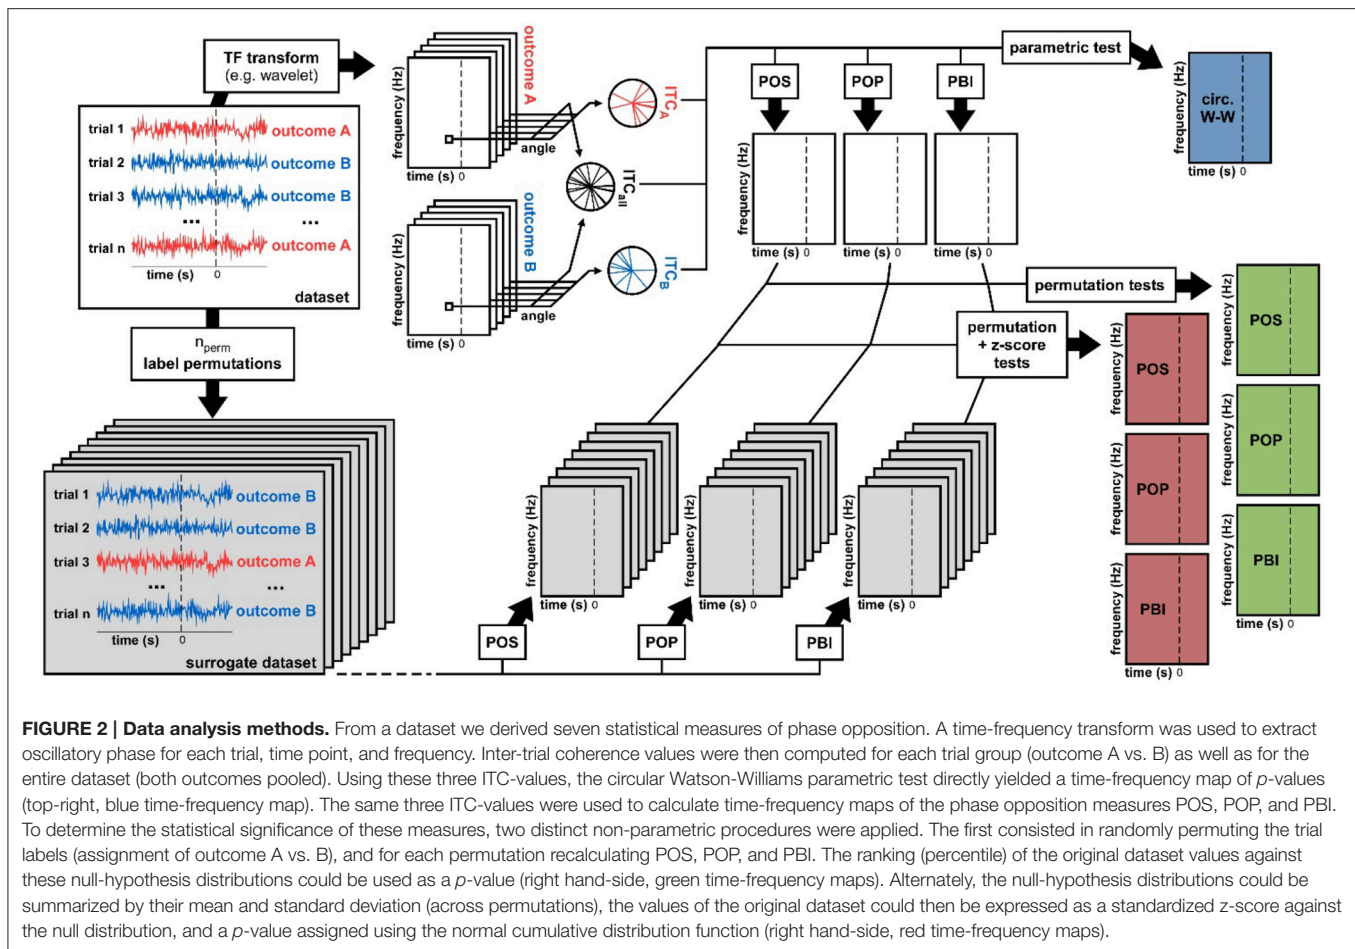 TF transform
(e.g. wavelet)
trial 1
outcome A
trial 2
outcome B
trial 3
outcome B
...
...
trial n
outcome A
time (s)
0
dataset
n_perm
label permutations
trial 1
outcome B
trial 2
outcome B
trial 3
outcome A
...
...
trial n
outcome B
time (s)
0
surrogate dataset
frequency (Hz)
time (s) 0
outcome A
angle
ITC_A
ITC_all
frequency (Hz)
time (s) 0
outcome B
angle
ITC_B
POS
POP
PBI
frequency (Hz)
time (s) 0
time (s) 0
time (s) 0
parametric test
frequency (Hz)
circ.
W-W
time (s) 0
permutation tests
permutation
+ z-score
tests
frequency (Hz)
POS
frequency (Hz)
POP
frequency (Hz)
PBI
time (s) 0
frequency (Hz)
POS
frequency (Hz)
POP
frequency (Hz)
PBI
time (s) 0
frequency (Hz)
time (s) 0
frequency (Hz)
time (s) 0
frequency (Hz)
time (s) 0
POS
POP
PBI
FIGURE 2 | Data analysis methods. From a dataset we derived seven statistical measures of phase opposition. A time-frequency transform was used to extract
oscillatory phase for each trial, time point, and frequency. Inter-trial coherence values were then computed for each trial group (outcome A vs. B) as well as for the
entire dataset (both outcomes pooled). Using these three ITC-values, the circular Watson-Williams parametric test directly yielded a time-frequency map of p-values
(top-right, blue time-frequency map). The same three ITC-values were used to calculate time-frequency maps of the phase opposition measures POS, POP, and PBI.
To determine the statistical significance of these measures, two distinct non-parametric procedures were applied. The first consisted in randomly permuting the trial
labels (assignment of outcome A vs. B), and for each permutation recalculating POS, POP, and PBI. The ranking (percentile) of the original dataset values against
these null-hypothesis distributions could be used as a p-value (right hand-side, green time-frequency maps). Alternately, the null-hypothesis distributions could be
summarized by their mean and standard deviation (across permutations), the values of the original dataset could then be expressed as a standardized z-score against
the null distribution, and a p-value assigned using the normal cumulative distribution function (right hand-side, red time-frequency maps).